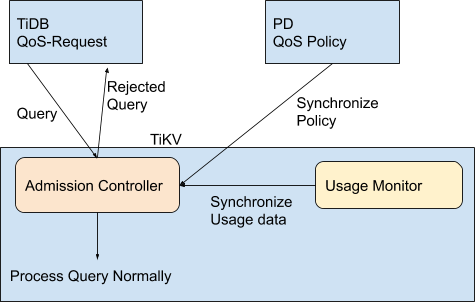 TiDB
QoS-Request
PD
QoS Policy
Rejected
Query
Query
Synchronize
Policy
TiKV
Admission Controller
Usage Monitor
Synchronize
Usage data
Process Query Normally